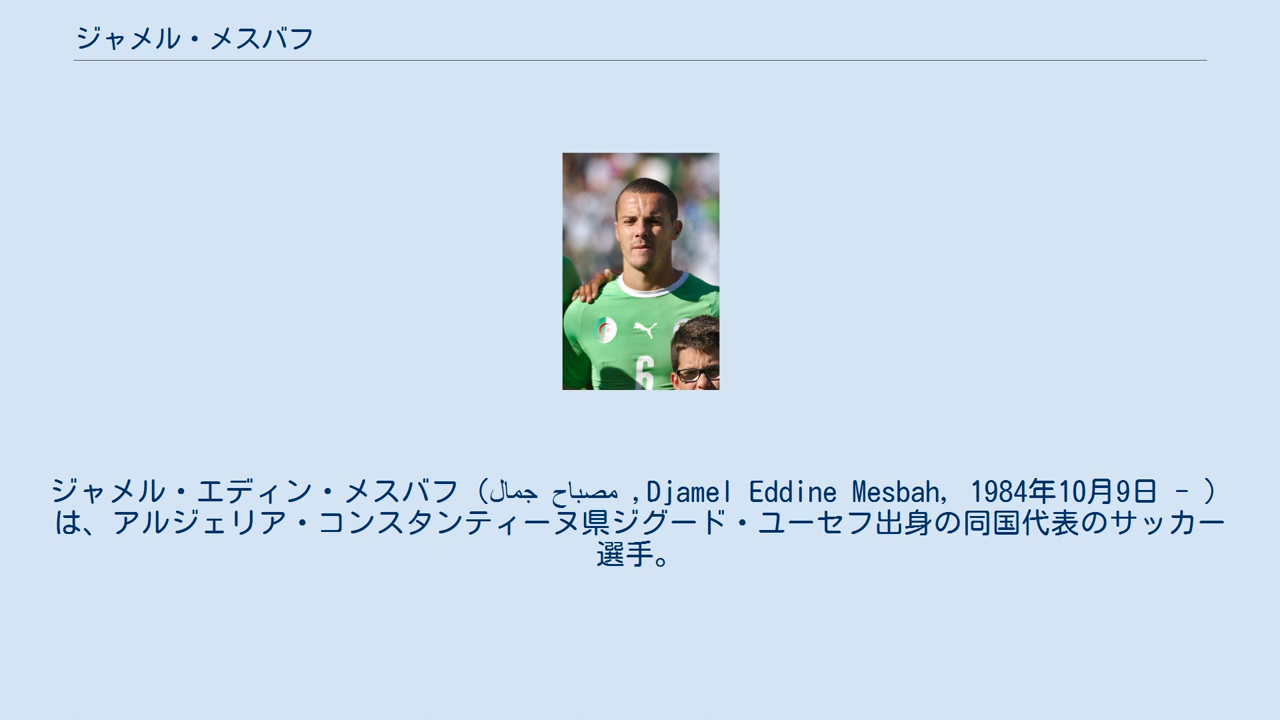 ジャメル・メスバフ
6
ジャメル・エディン・メスバフ（مصباح جمال ,Djamel Eddine Mesbah, 1984年10月9日 - ）
は、アルジェリア・コンスタンティーヌ県ジグード・ユーセフ出身の同国代表のサッカー
選手。